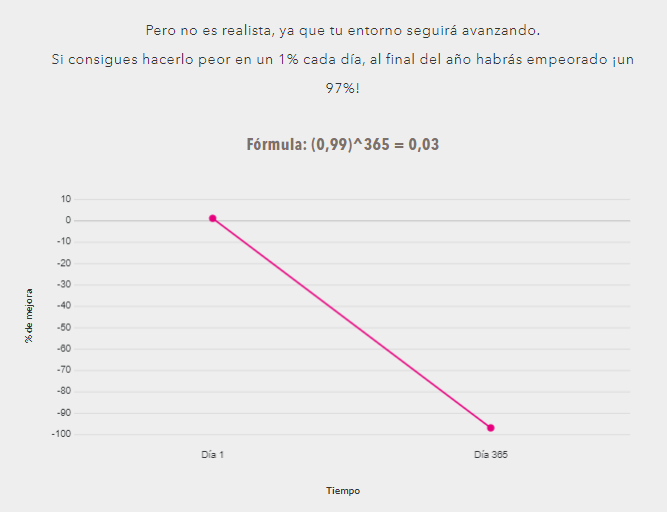 Pero no es realista, ya que tu entorno seguirá avanzando.
Si consigues hacerlo peor en un 1% cada día, al final del año habrás empeorado ¡un
97%!
Fórmula: (0,99)^365 = 0,03
10
0
-10
-20
-30
-40
-50
-60
-70
-80
-90
-100
% de mejora
Día 1
Día 365
Tiempo